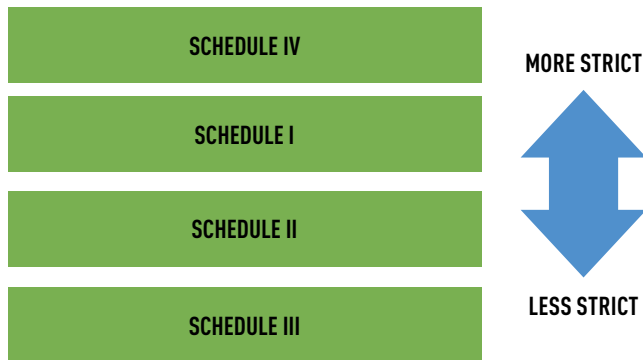 SCHEDULE IV
MORE STRICT
SCHEDULE I
SCHEDULE II
LESS STRICT
SCHEDULE III